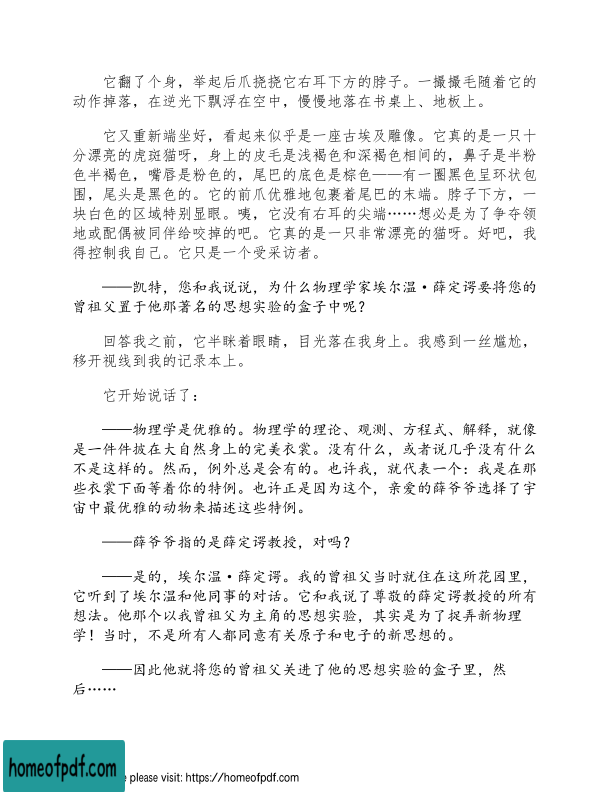 它翻了个身，举起后爪挠挠它右耳下方的脖子。一撮撮毛随着它的
动作掉落，在逆光下飘浮在空中，慢慢地落在书桌上、地板上。
它又重新端坐好，看起来似乎是一座古埃及雕像。它真的是一只十
分漂亮的虎斑猫呀，身上的皮毛是浅褐色和深褐色相间的，鼻子是半粉
色半褐色，嘴唇是粉色的，尾巴的底色是棕色——有一圈黑色呈环状包
围，尾头是黑色的。它的前爪优雅地包裹着尾巴的末端。脖子下方，一
块白色的区域特别显眼。咦，它没有右耳的尖端……想必是为了争夺领
地或配偶被同伴给咬掉的吧。它真的是一只非常漂亮的猫呀。好吧，我
得控制我自己。它只是一个受采访者。
——凯特，您和我说说，为什么物理学家埃尔温·薛定谔要将您的
曾祖父置于他那著名的思想实验的盒子中呢？
回答我之前，它半眯着眼睛，目光落在我身上。我感到一丝尴尬，
移开视线到我的记录本上。
它开始说话了：
——物理学是优雅的。物理学的理论、观测、方程式、解释，就像
是一件件披在大自然身上的完美衣裳。没有什么，或者说几乎没有什么
不是这样的。然而，例外总是会有的。也许我，就代表一个：我是在那
些衣裳下面等着你的特例。也许正是因为这个，亲爱的薛爷爷选择了宇
宙中最优雅的动物来描述这些特例。
——薛爷爷指的是薛定谔教授，对吗？
——是的，埃尔温·薛定谔。我的曾祖父当时就住在这所花园里，
它听到了埃尔温和他同事的对话。它和我说了尊敬的薛定谔教授的所有
想法。他那个以我曾祖父为主角的思想实验，其实是为了捉弄新物理
学！当时，不是所有人都同意有关原子和电子的新思想的。
——因此他就将您的曾祖父关进了他的思想实验的盒子里，然
后……
homeofpdf.com
e please visit: https://homeofpdf.com